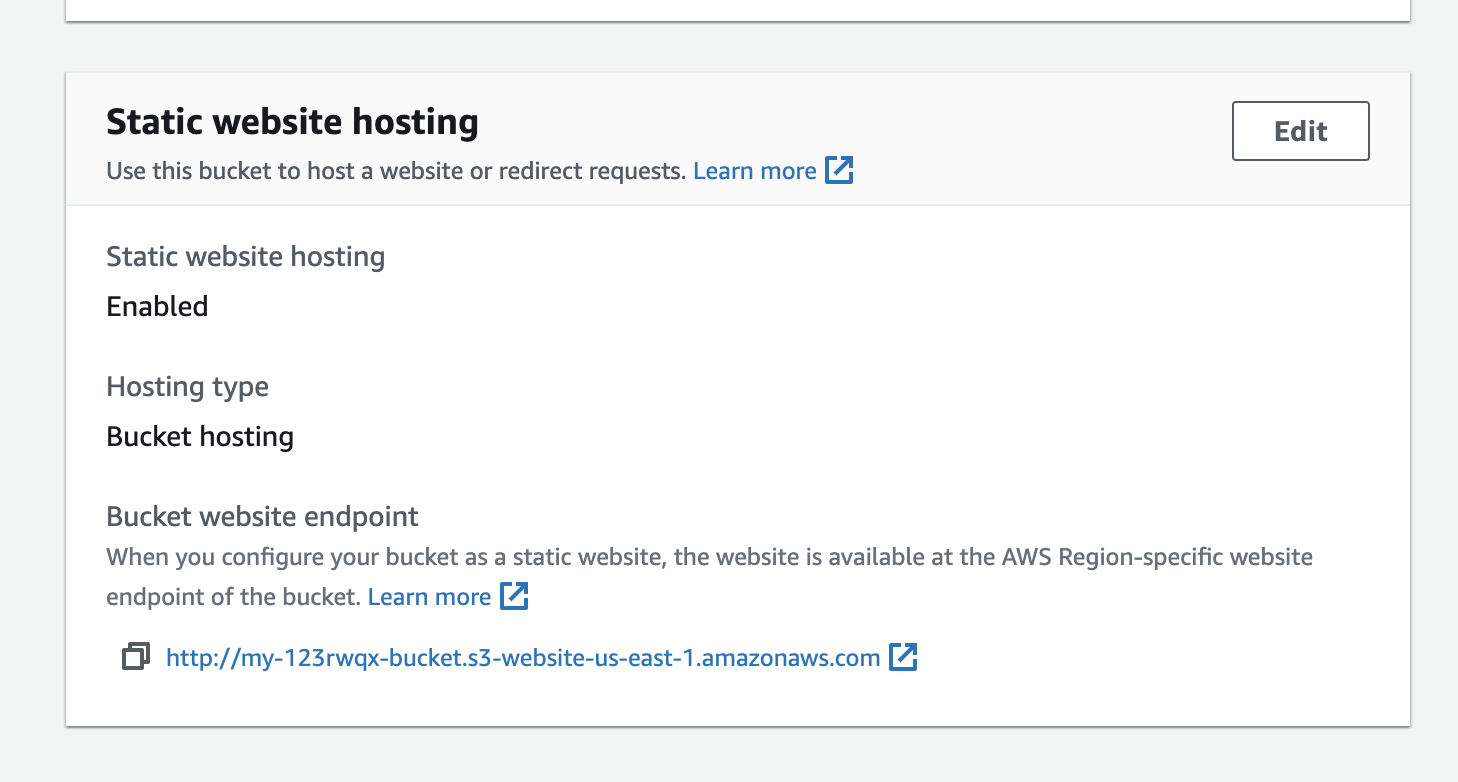 Static website hosting
Edit
Use this bucket to host a website or redirect requests. Learn more
Static website hosting
Enabled
Hosting type
Bucket hosting
Bucket website endpoint
When you configure your bucket as a static website, the website is available at the AWS Region-specific website
endpoint of the bucket. Learn more
http://my-123rwqx-bucket.s3-website-us-east-1.amazonaws.com